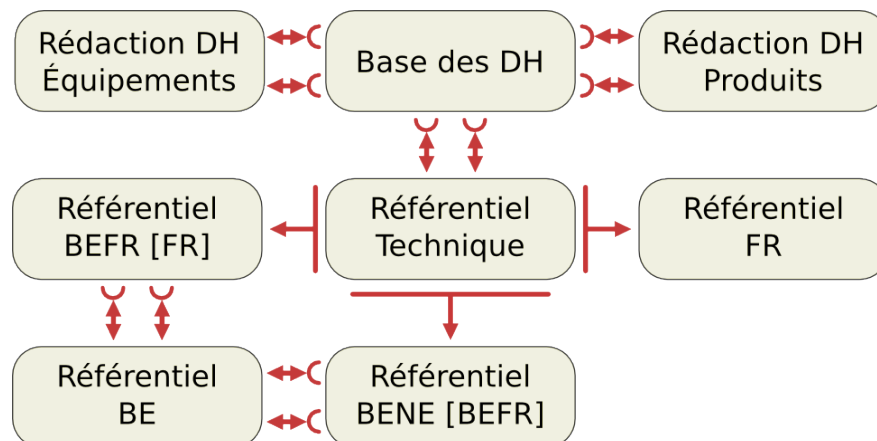 Rédaction DH
Équipements
Base des DH
Rédaction DH
Produits
Référentiel
BEFR [FR]
Référentiel
Technique
Référentiel
FR
Référentiel
BE
Référentiel
BENE [BEFR]